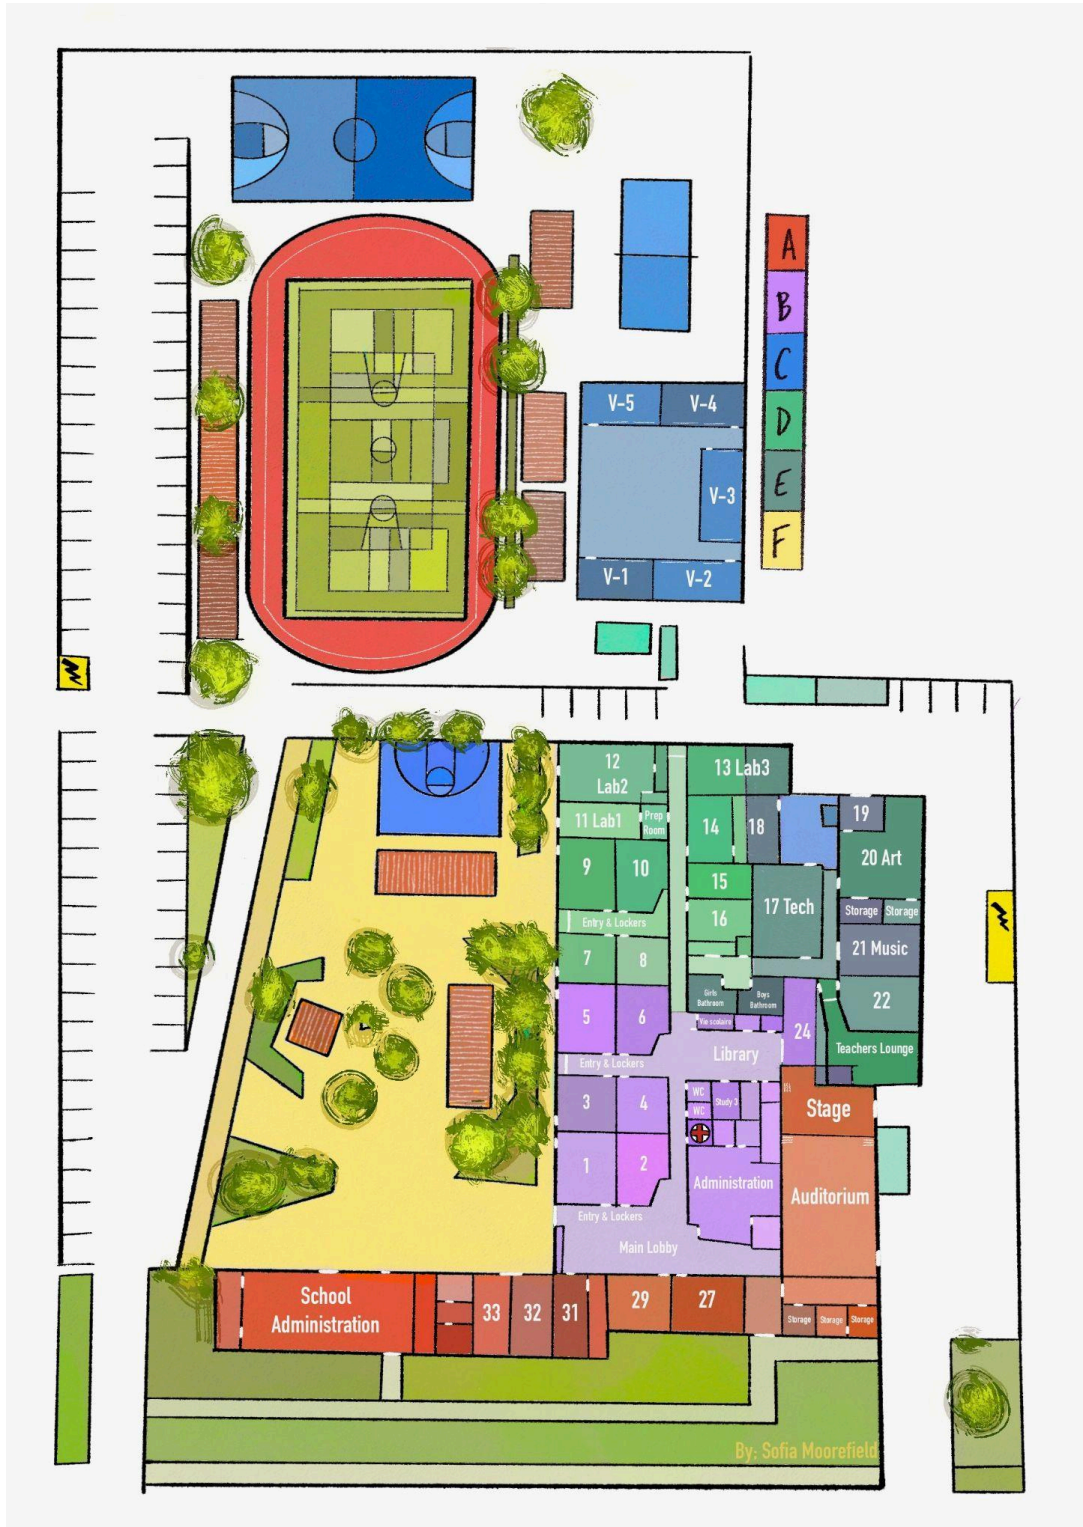 A
B
C
D
E
F
V-5
V-4
V-3
V-1
V-2
12
Lab2
13 Lab3
11 Lab1
Prep
Room
14
18
19
20 Art
9
10
15
16
17 Tech
Storage
Storage
Entry & Lockers
21 Music
7
8
Girls
Bathroom
Boys
Bathroom
22
5
6
Vie scolaire
24
Library
Teachers Lounge
Entry & Lockers
3
4
WC
WC
Study 3
Stage
1
2
Administration
Auditorium
Entry & Lockers
Main Lobby
School
Administration
33
32
31
29
27
Storage
Storage
Storage
By: Sofia Moorefield